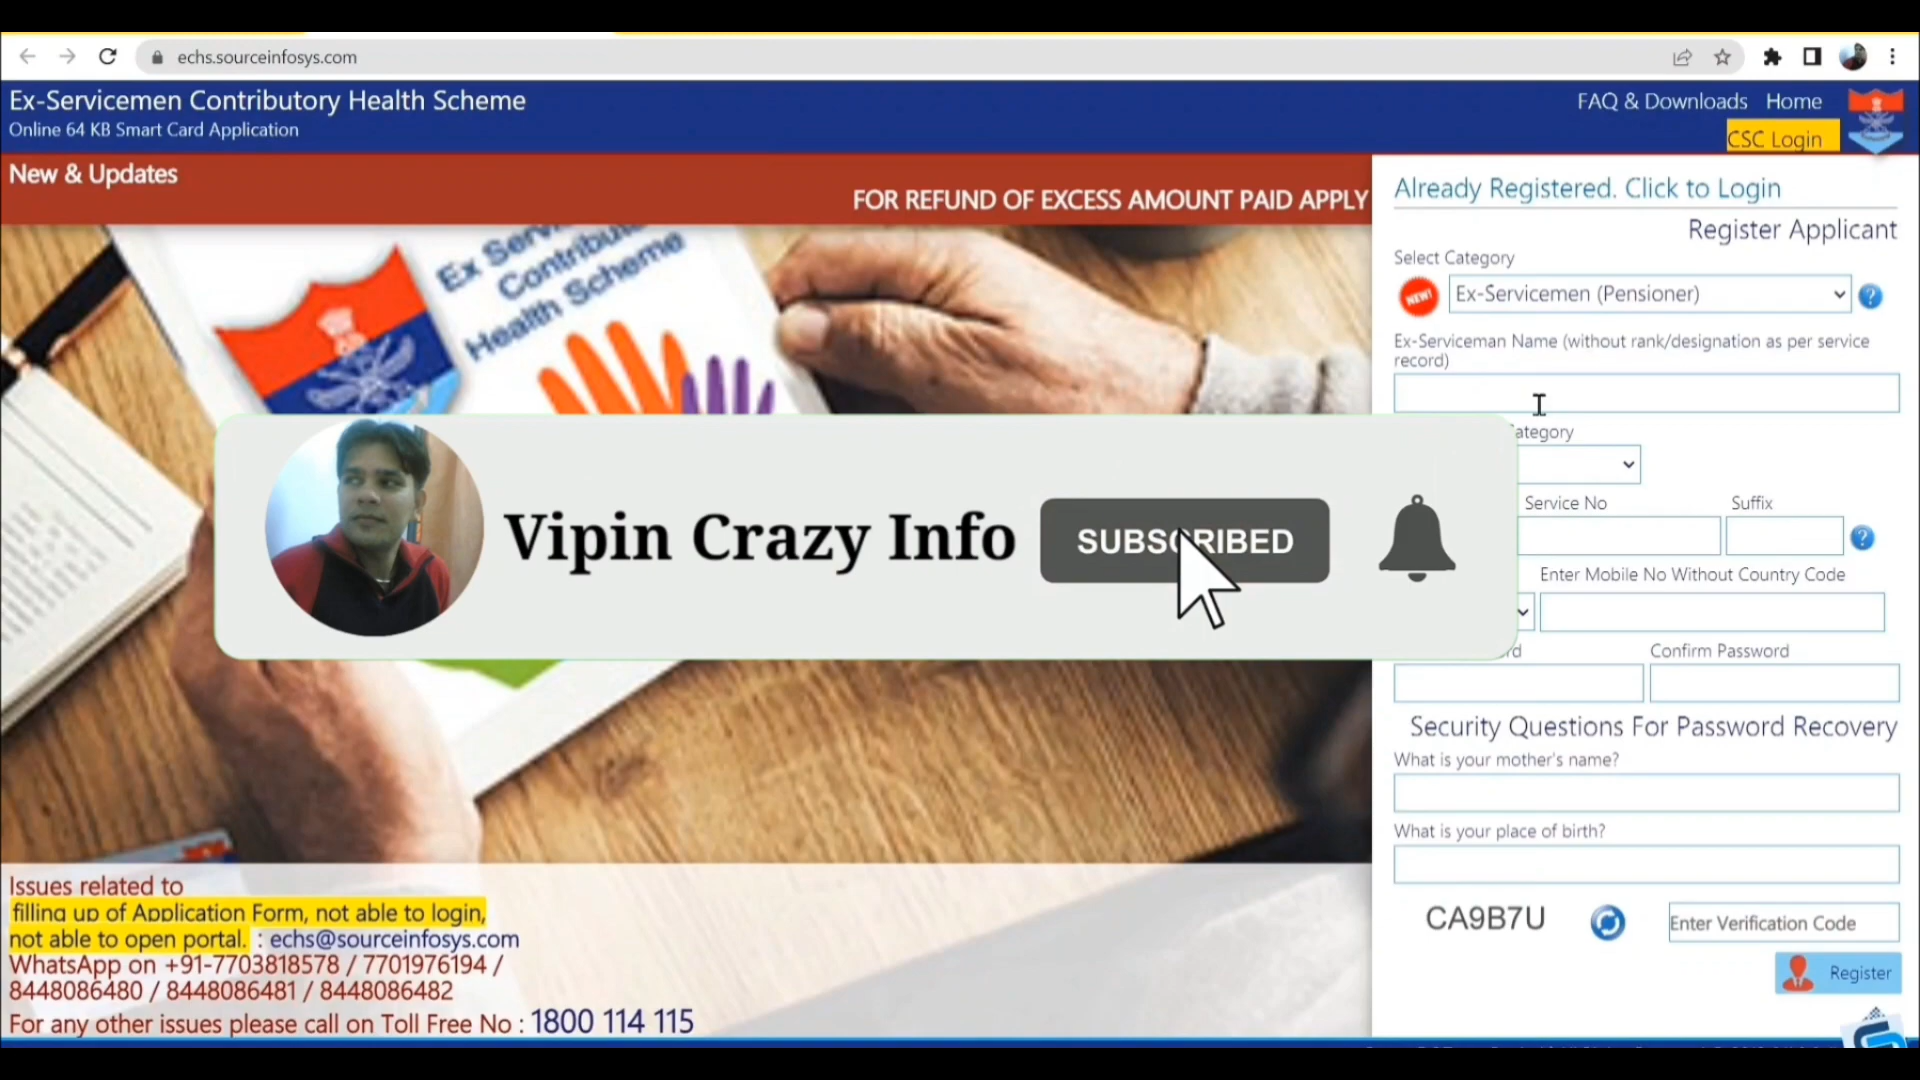 echs.sourceinfosys.com
Ex-Servicemen Contributory Health Scheme
Online 64 KB Smart Card Application
FAQ & Downloads Home
CSC Login
New & Updates
FOR REFUND OF EXCESS AMOUNT PAID APPLY
Ex
Contribu
Health Scheme
Already Registered. Click to Login
Register Applicant
Select Category
NEW!
Ex-Servicemen (Pensioner)
?
Ex-Serviceman Name (without rank/designation as per service
record)
ategory
Service No Suffix
?
Enter Mobile No Without Country Code
rd Confirm Password
Vipin Crazy Info
SUBSCRIBED
Security Questions For Password Recovery
What is your mother's name?
What is your place of birth?
CA9B7U
Enter Verification Code
Register
Issues related to
filling up of Application Form, not able to login,
not able to open portal. : echs@sourceinfosys.com
WhatsApp on +91-7703818578 / 7701976194 /
8448086480 / 8448086481 / 8448086482
For any other issues please call on Toll Free No : 1800 114 115